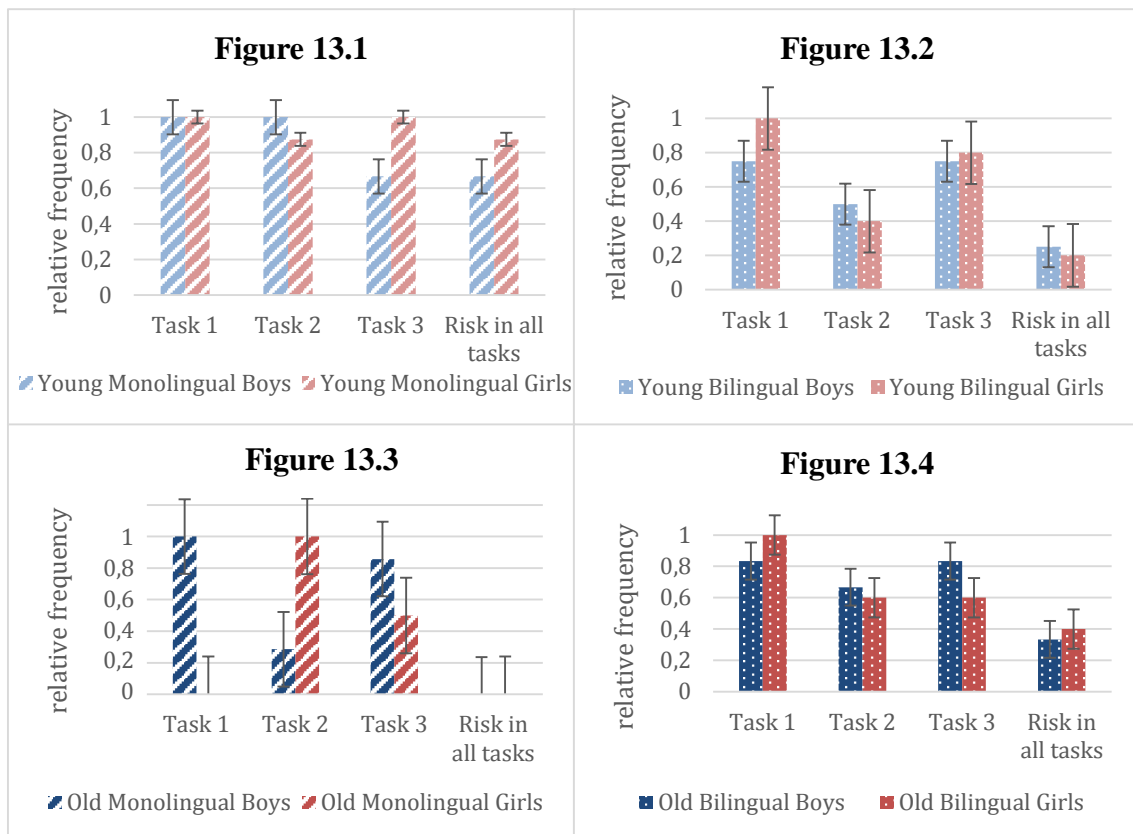 Figure 13.1
relative frequency
1
0,8
0,6
0,4
0,2
0
Task 1
Task 2
Task 3
Risk in all
tasks
Young Monolingual Boys
Young Monolingual Girls
Figure 13.2
relative frequency
1
0,8
0,6
0,4
0,2
0
Task 1
Task 2
Task 3
Risk in all
tasks
Young Bilingual Boys
Young Bilingual Girls
Figure 13.3
relative frequency
1
0,8
0,6
0,4
0,2
0
Task 1
Task 2
Task 3
Risk in
all tasks
Old Monolingual Boys
Old Monolingual Girls
Figure 13.4
relative frequency
1
0,8
0,6
0,4
0,2
0
Task 1
Task 2
Task 3
Risk in
all tasks
Old Bilingual Boys
Old Bilingual Girls